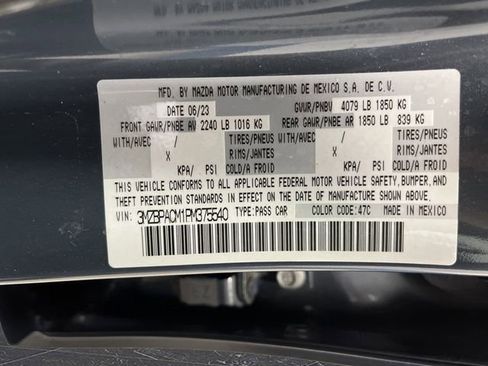 MFD. BY MAZDA MOTOR MANUFACTURING DE MEXICO S.A. DE C.V.
DATE 06/23 GVWR/PNBV 4079 LB 1850 KG
FRONT GAWR/PNBE AV 2240 LB 1016 KG REAR GAWR/PNBE AR 1850 LB 839 KG
WITH/AVEC TIRES/PNEUS WITH/AVEC TIRES/PNEUS
X RIMS/JANTES X RIMS/JANTES
KPA/ PSI COLD/A FROID KPA/ PSI COLD/A FROID
THIS VEHICLE CONFORMS TO ALL APPLICABLE FEDERAL MOTOR VEHICLE SAFETY, BUMPER, AND
THEFT PREVENTION STANDARDS IN EFFECT ON THE DATE OF MANUFACTURE SHOWN ABOVE.
VIN: 3MZBPACM1PM375540 TYPE:PASS CAR COLOR CODE:47C MADE IN MEXICO